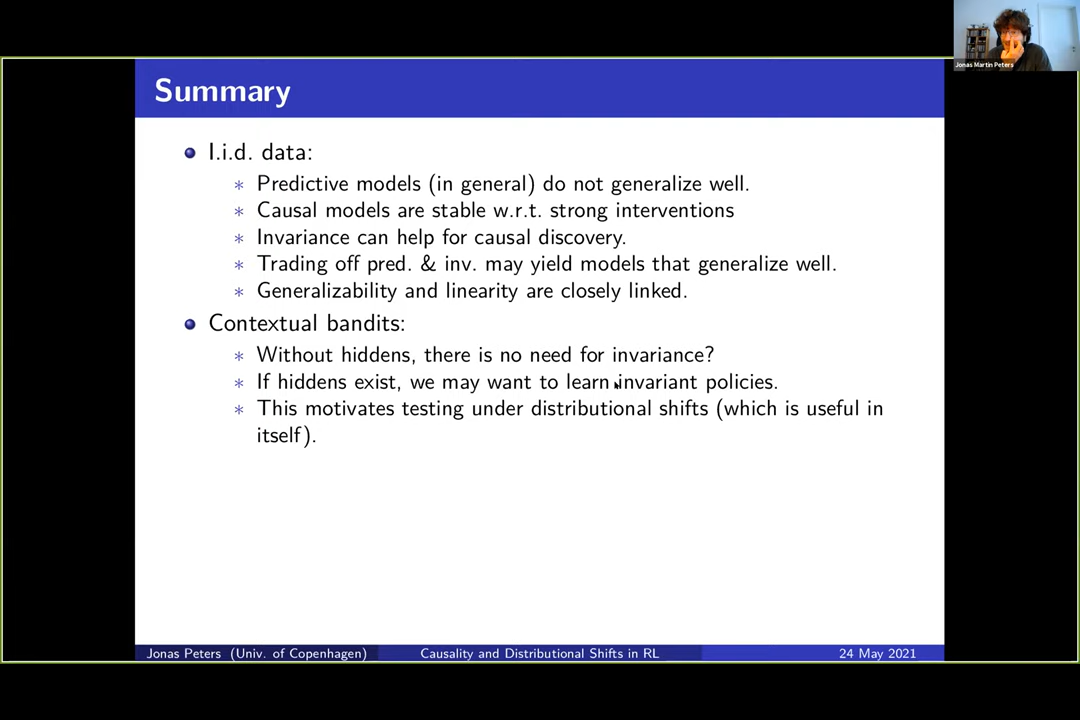 Jonas Martin Peters
Summary
I.i.d. data:
* Predictive models (in general) do not generalize well.
* Causal models are stable w.r.t. strong interventions
* Invariance can help for causal discovery.
* Trading off pred. & inv. may yield models that generalize well.
* Generalizability and linearity are closely linked.
Contextual bandits:
* Without hiddens, there is no need for invariance?
* If hiddens exist, we may want to learn invariant policies.
* This motivates testing under distributional shifts (which is useful in
itself).
Jonas Peters (Univ. of Copenhagen) Causality and Distributional Shifts in RL 24 May 2021